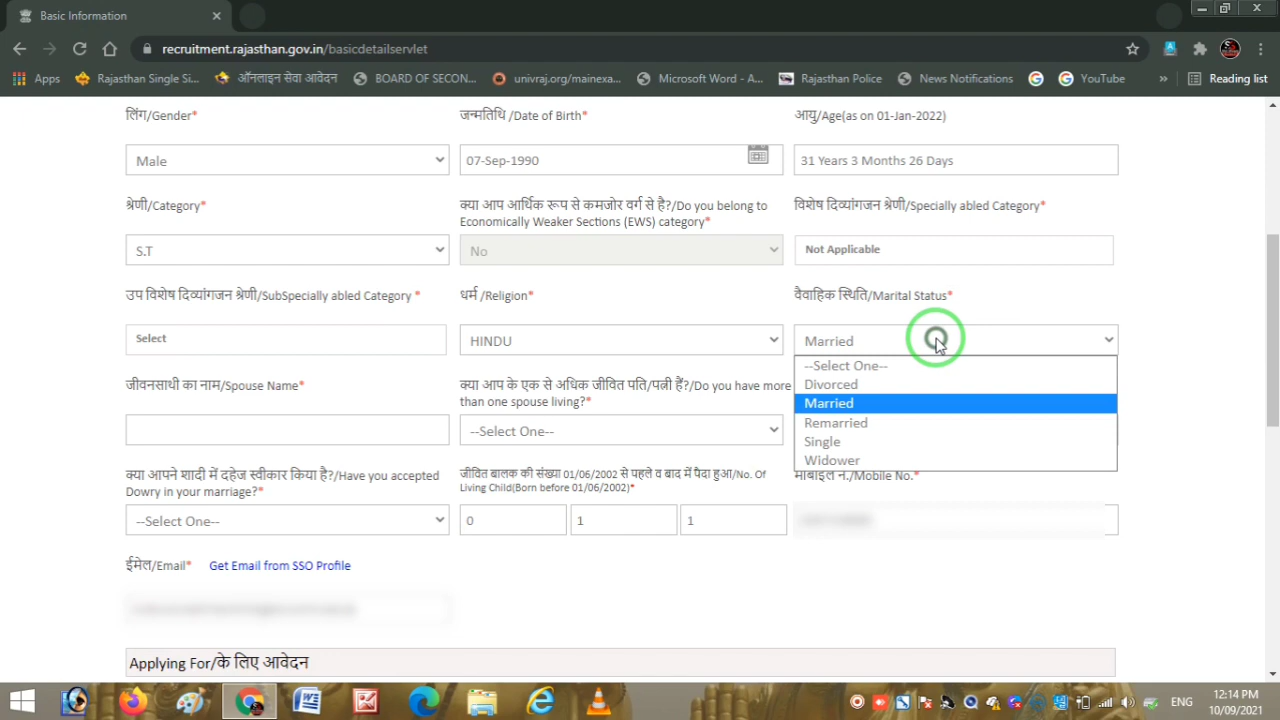 Basic Information
recruitment.rajasthan.gov.in/basicdetailservlet
Apps Rajasthan Single Si... ऑनलाइन सेवा आवेदन BOARD OF SECON... univraj.org/mainexa... Microsoft Word - A... Rajasthan Police News Notifications YouTube » Reading list
लिंग/Gender* जन्मतिथि /Date of Birth* आयु/Age(as on 01-Jan-2022)
Male 07-Sep-1990 31 Years 3 Months 26 Days
श्रेणी/Category* क्या आप आर्थिक रूप से कमजोर वर्ग से है?/Do you belong to विशेष दिव्यांगजन श्रेणी/Specially abled Category*
Economically Weaker Sections (EWS) category*
S.T No Not Applicable
उप विशेष दिव्यांगजन श्रेणी/SubSpecially abled Category * धर्म /Religion* वैवाहिक स्थिति/Marital Status*
Select HINDU Married
--Select One--
Divorced
Married
Remarried
Single
Widower
जीवनसाथी का नाम/Spouse Name* क्या आप के एक से अधिक जीवित पति/पत्नी हैं?/Do you have more
than one spouse living?*
--Select One--
क्या आपने शादी में दहेज स्वीकार किया है?/Have you accepted जीवित बालक की संख्या 01/06/2002 से पहले व बाद में पैदा हुआ/No. Of मोबाइल न./Mobile No.*
Dowry in your marriage?* Living Child(Born before 01/06/2002)*
--Select One-- 0 1 1
ईमेल/Email* Get Email from SSO Profile
Applying For/के लिए आवेदन
ENG 12:14 PM
10/09/2021